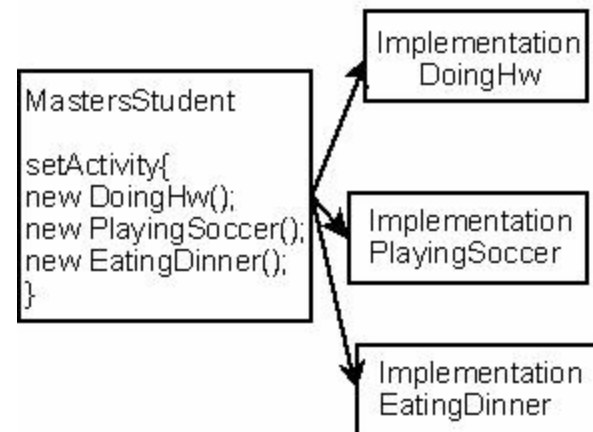 MastersStudent
setActivity{
new DoingHw();
new PlayingSoccer();
new EatingDinner();
}
Implementation
DoingHw
Implementation
PlayingSoccer
Implementation
EatingDinner